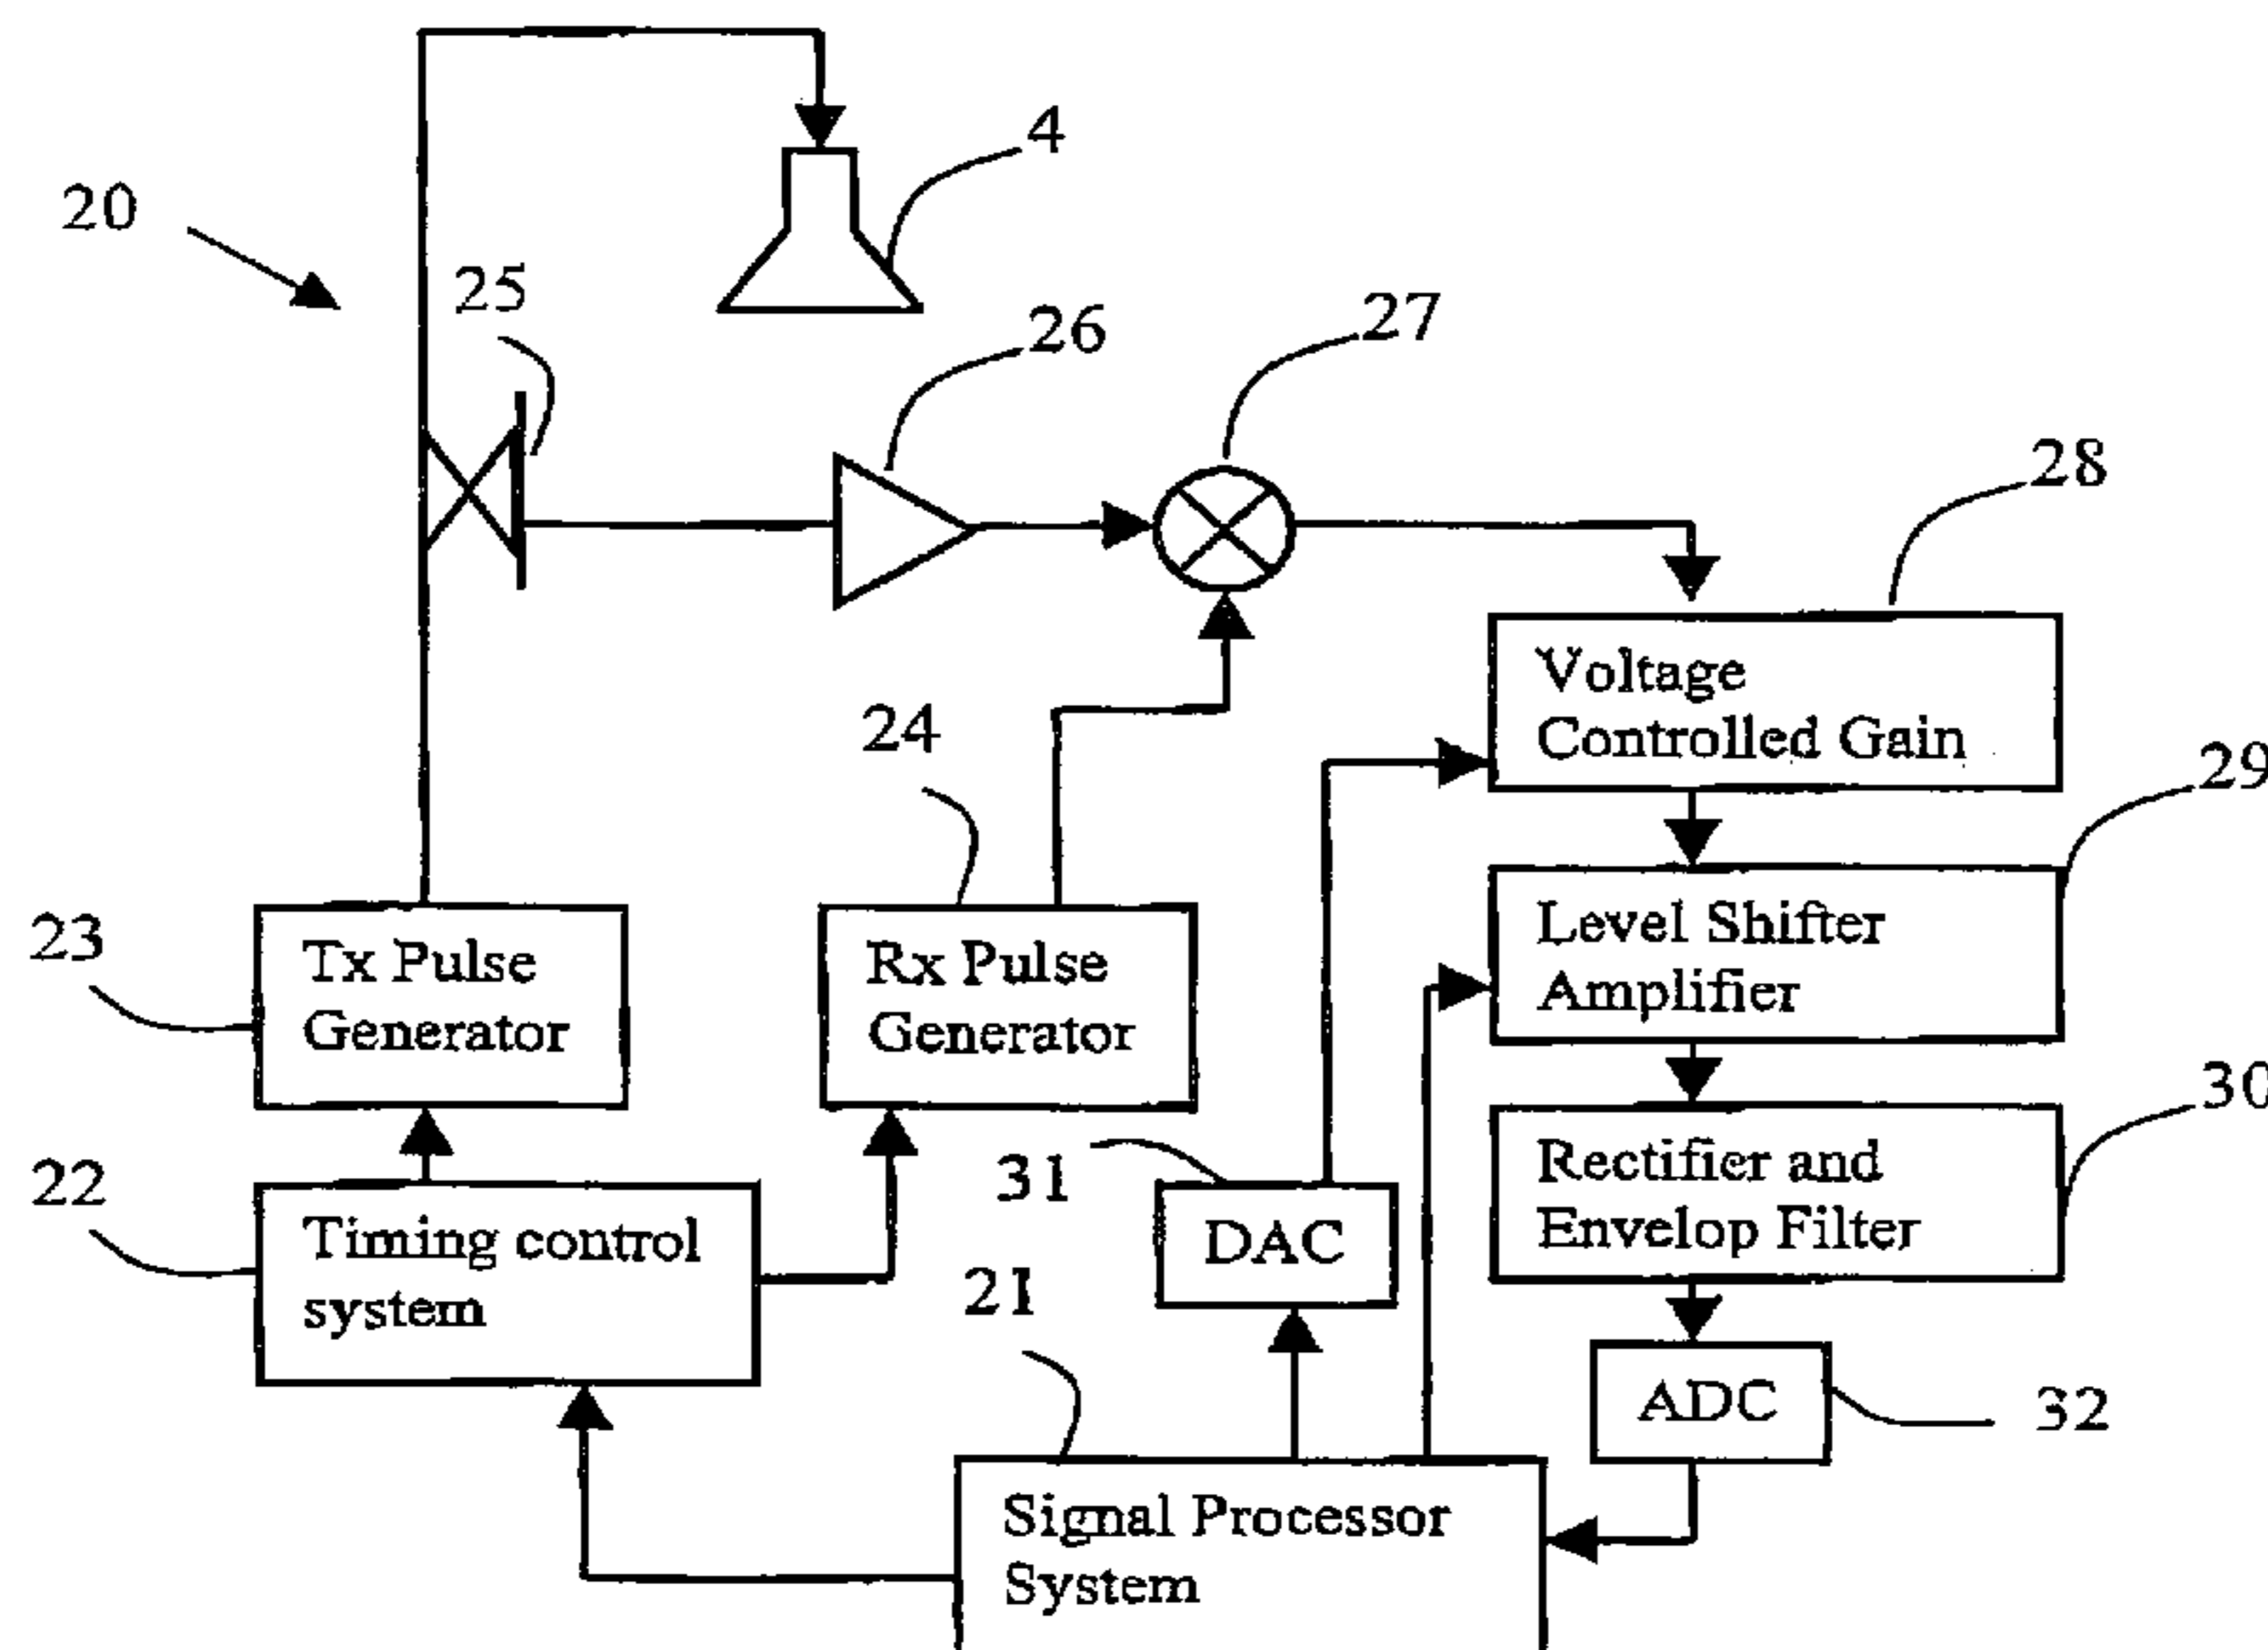 4
20
25
26
27
28
24
Voltage
Controlled Gain
29
23
Tx Pulse
Generator
Rx Pulse
Generator
Level Shifter
Amplifier
30
22
Timing control
system
31
DAC
Rectifier and
Envelop Filter
21
ADC
32
Signal Processor
System